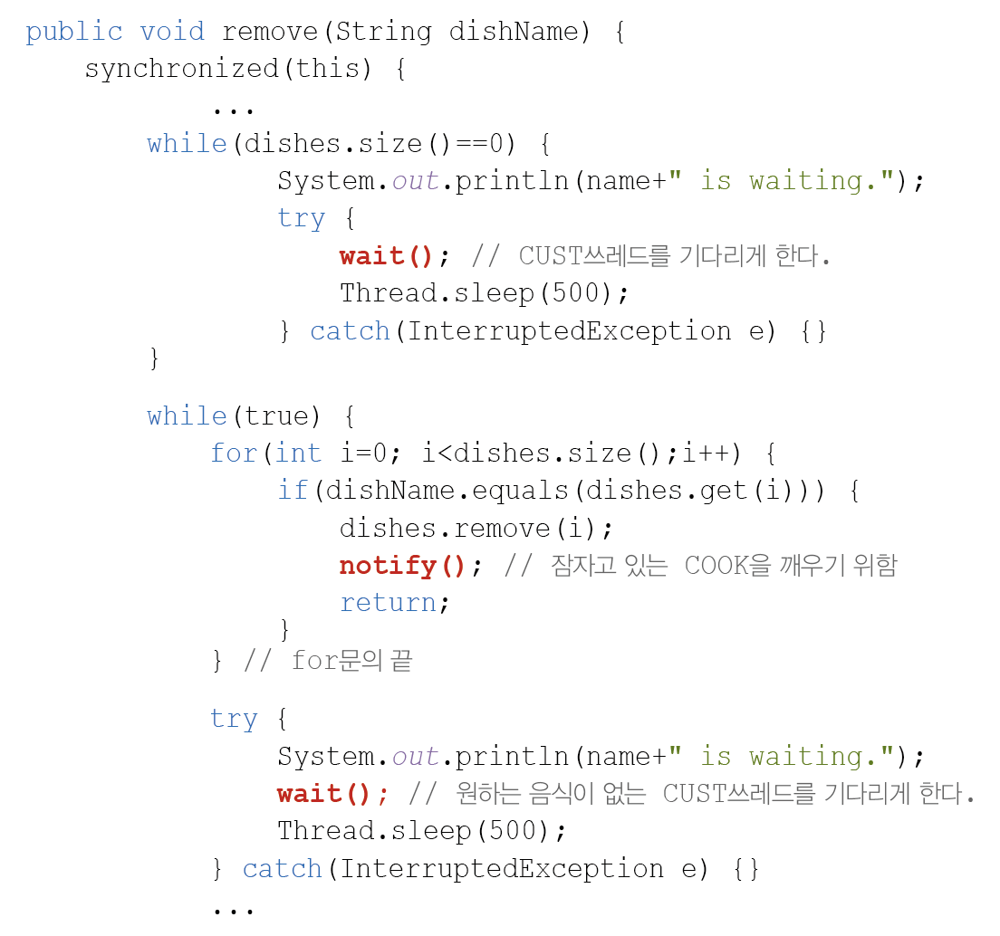 public void remove(String dishName) {
    synchronized(this) {
            ...
        while(dishes.size()==0) {
                System.out.println(name+" is waiting.");
                try {
                    wait(); // CUST쓰레드를 기다리게 한다.
                    Thread.sleep(500);
                } catch(InterruptedException e) {}
        }
        while(true) {
            for(int i=0; i<dishes.size();i++) {
                if(dishName.equals(dishes.get(i))) {
                    dishes.remove(i);
                    notify(); // 잠자고 있는 COOK을 깨우기 위함
                    return;
                }
            } // for문의 끝
            try {
                System.out.println(name+" is waiting.");
                wait(); // 원하는 음식이 없는 CUST쓰레드를 기다리게 한다.
                Thread.sleep(500);
            } catch(InterruptedException e) {}
            ...